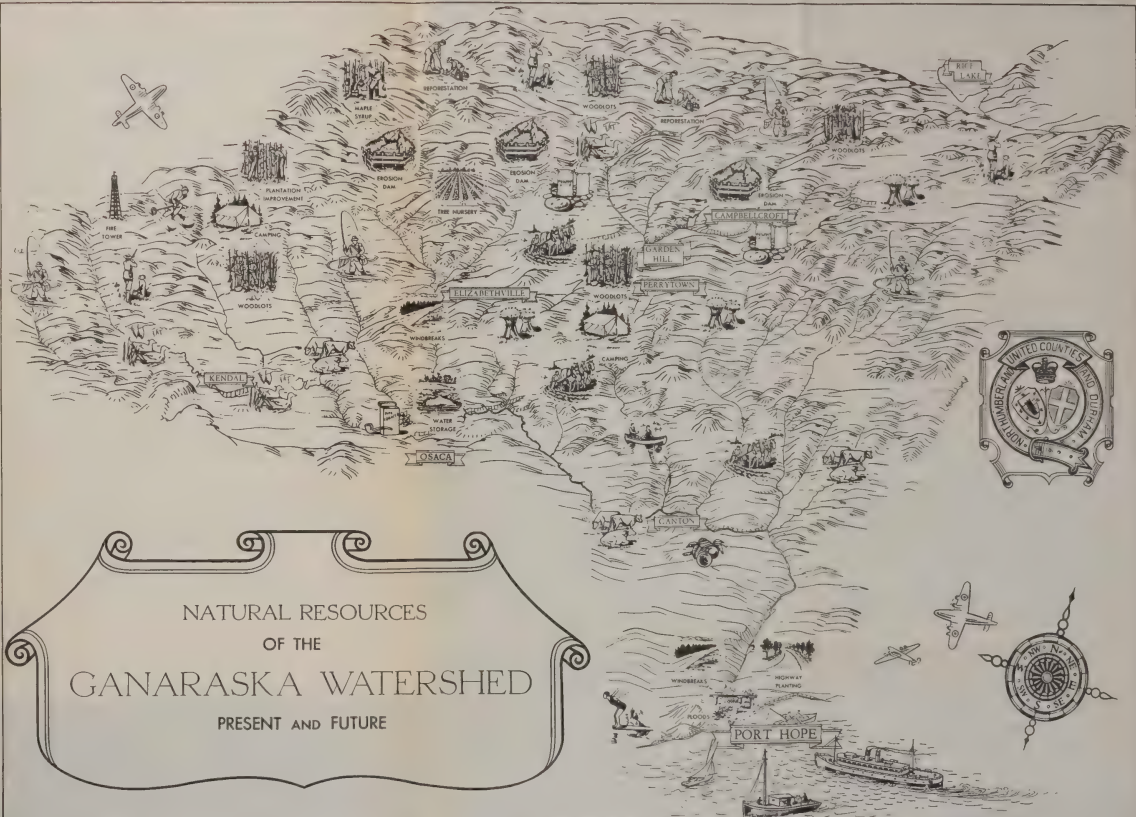 REFORESTATION
MAPLE
SYRUP
WOODLOTS
REFORESTATION
RICE
LAKE
WOODLOTS
EROSION
DAM
EROSION
DAM
PLANTATION
IMPROVEMENT
TREE NURSERY
EROSION
DAM
FIRE
TOWER
CAMPING
CAMPBELLCROFT
GARDEN
HILL
WOODLOTS
ELIZABETHVILLE
WOODLOTS
PERRYTOWN
WINDBREAKS
CAMPING
KENDAL
WATER
STORAGE
OSACA
CANTON
UNITED COUNTIES
NORTHUMBERLAND
AND DURHAM
NATURAL RESOURCES
OF THE
GANARASKA WATERSHED
PRESENT AND FUTURE
N
NE
E
SE
S
SW
NW
WINDBREAKS
HIGHWAY
PLANTING
FLOODS
PORT HOPE